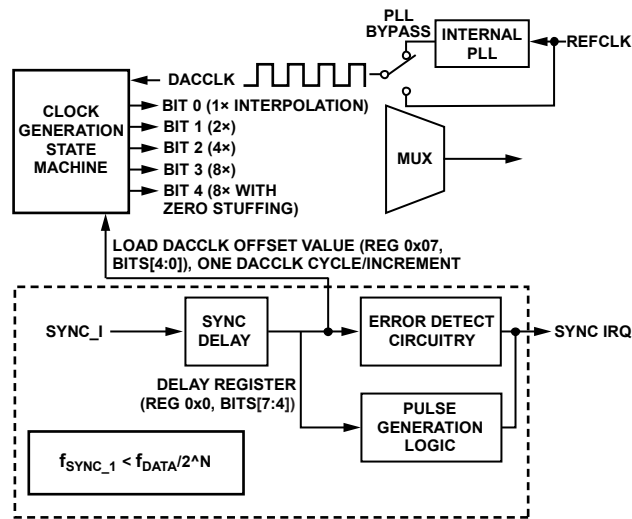 PLL
BYPASS
INTERNAL
PLL
REFCLK
DACCLK
CLOCK
GENERATION
STATE
MACHINE
BIT 0 (1× INTERPOLATION)
BIT 1 (2×)
BIT 2 (4×)
BIT 3 (8×)
BIT 4 (8× WITH
ZERO STUFFING)
MUX
LOAD DACCLK OFFSET VALUE (REG 0x07,
BITS[4:0]), ONE DACCLK CYCLE/INCREMENT
SYNC_I
SYNC
DELAY
ERROR DETECT
CIRCUITRY
SYNC IRQ
DELAY REGISTER
(REG 0x0, BITS[7:4])
PULSE
GENERATION
LOGIC
fSYNC_1 < fDATA/2^N